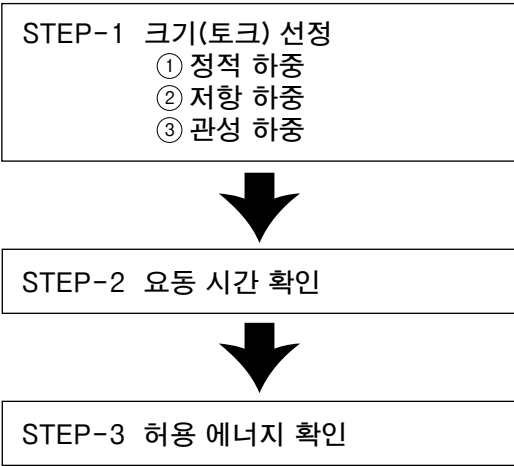 STEP-1 크기(토크) 선정
① 정적 하중
② 저항 하중
③ 관성 하중
STEP-2 요동 시간 확인
STEP-3 허용 에너지 확인